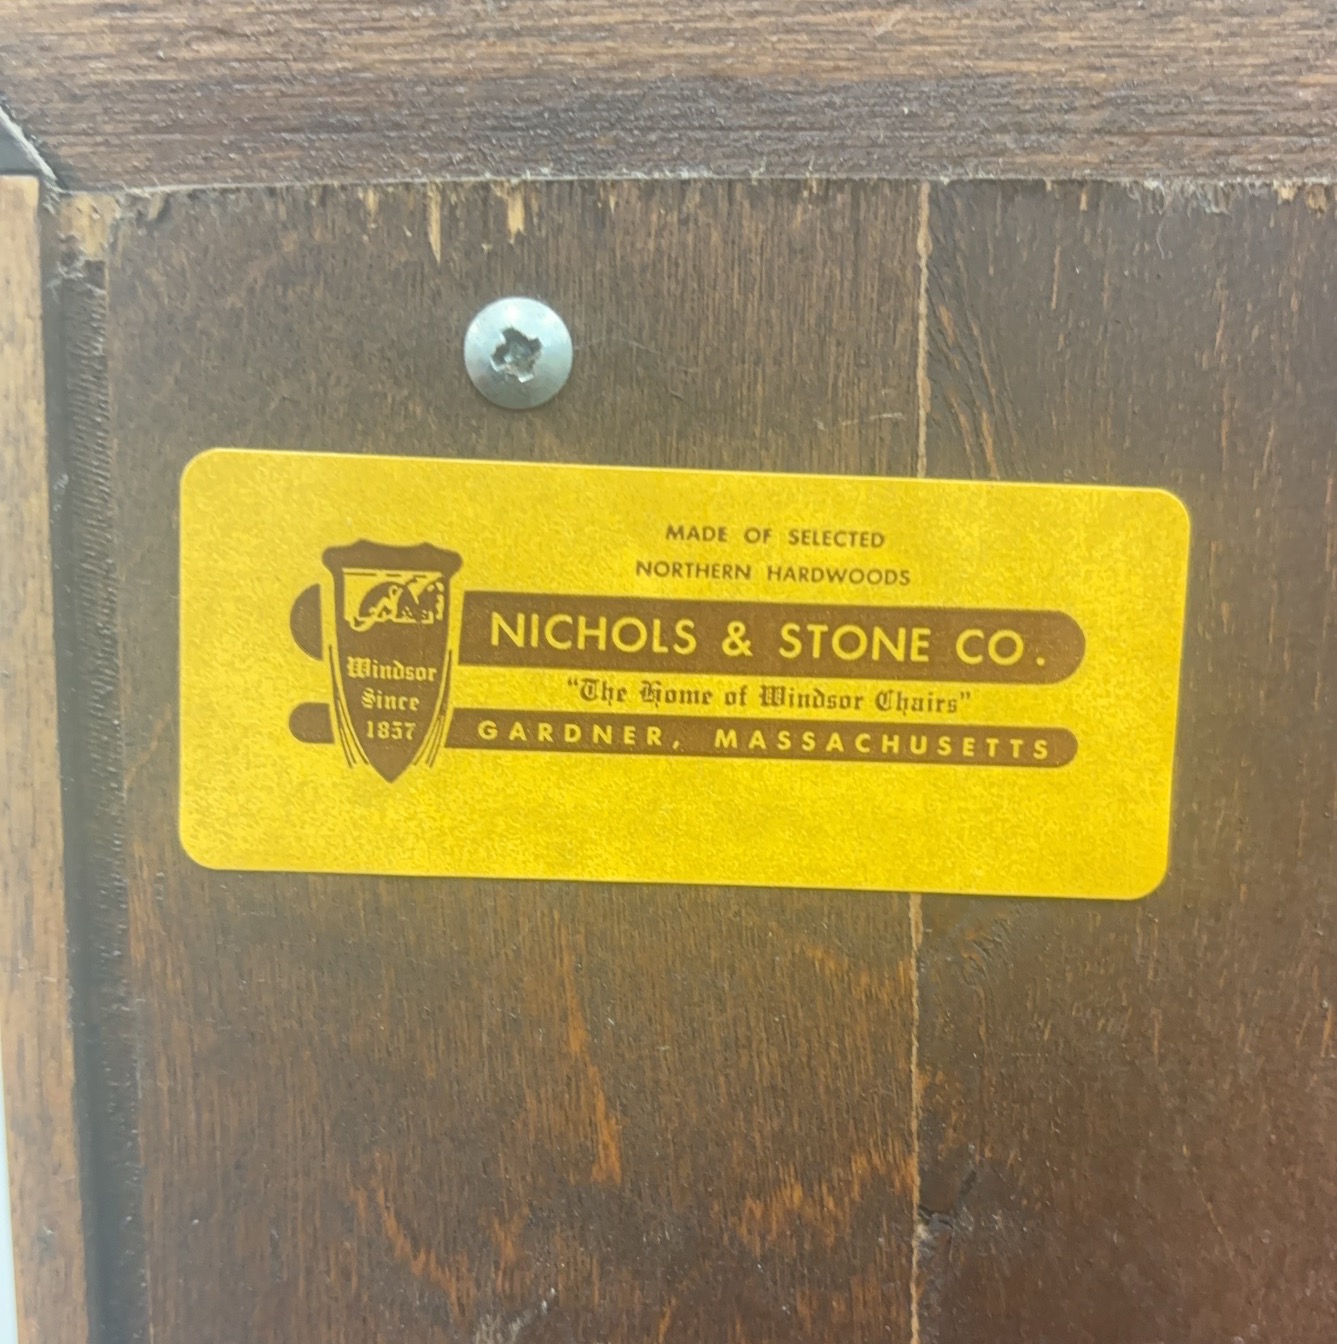 MADE OF SELECTED
NORTHERN HARDWOODS
NICHOLS & STONE CO.
"The Home of Windsor Chairs"
GARDNER, MASSACHUSETTS
Windsor
Since
1857